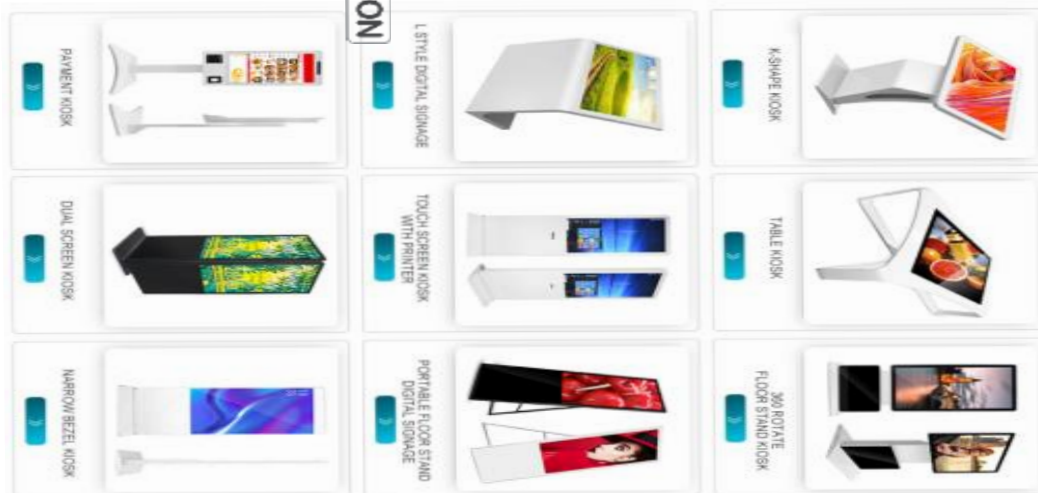 K-SHAPE KIOSK
TABLE KIOSK
360 ROTATE
FLOOR STAND KIOSK
L STYLE DIGITAL SIGNAGE
TOUCH SCREEN KIOSK
WITH PRINTER
PORTABLE FLOOR STAND
DIGITAL SIGNAGE
ON
PAYMENT KIOSK
DUAL SCREEN KIOSK
NARROW BEZEL KIOSK